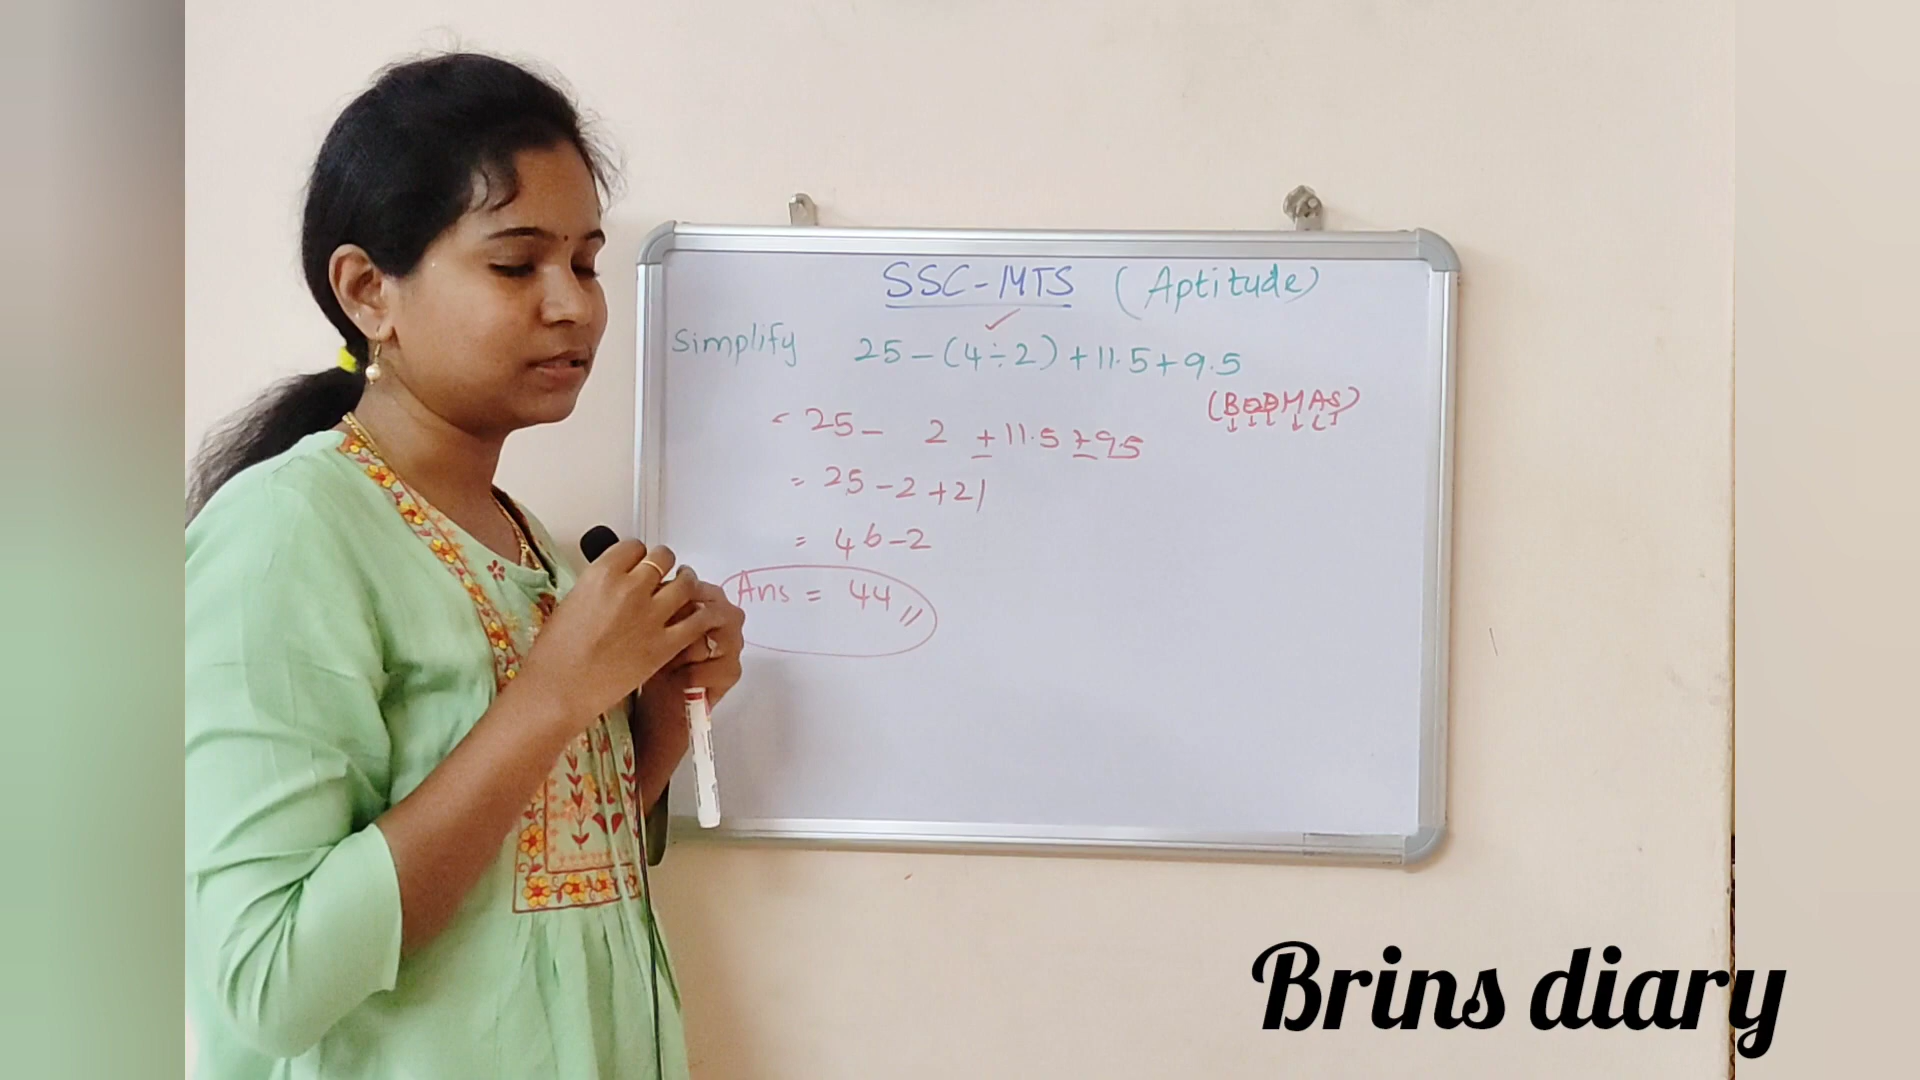 SSC-MTS (Aptitude)
Simplify 25-(4÷2)+11.5+9.5
(BODMAS)
= 25- 2 +11.5+9.5
= 25-2+21
= 46-2
Ans = 44
Brins diary